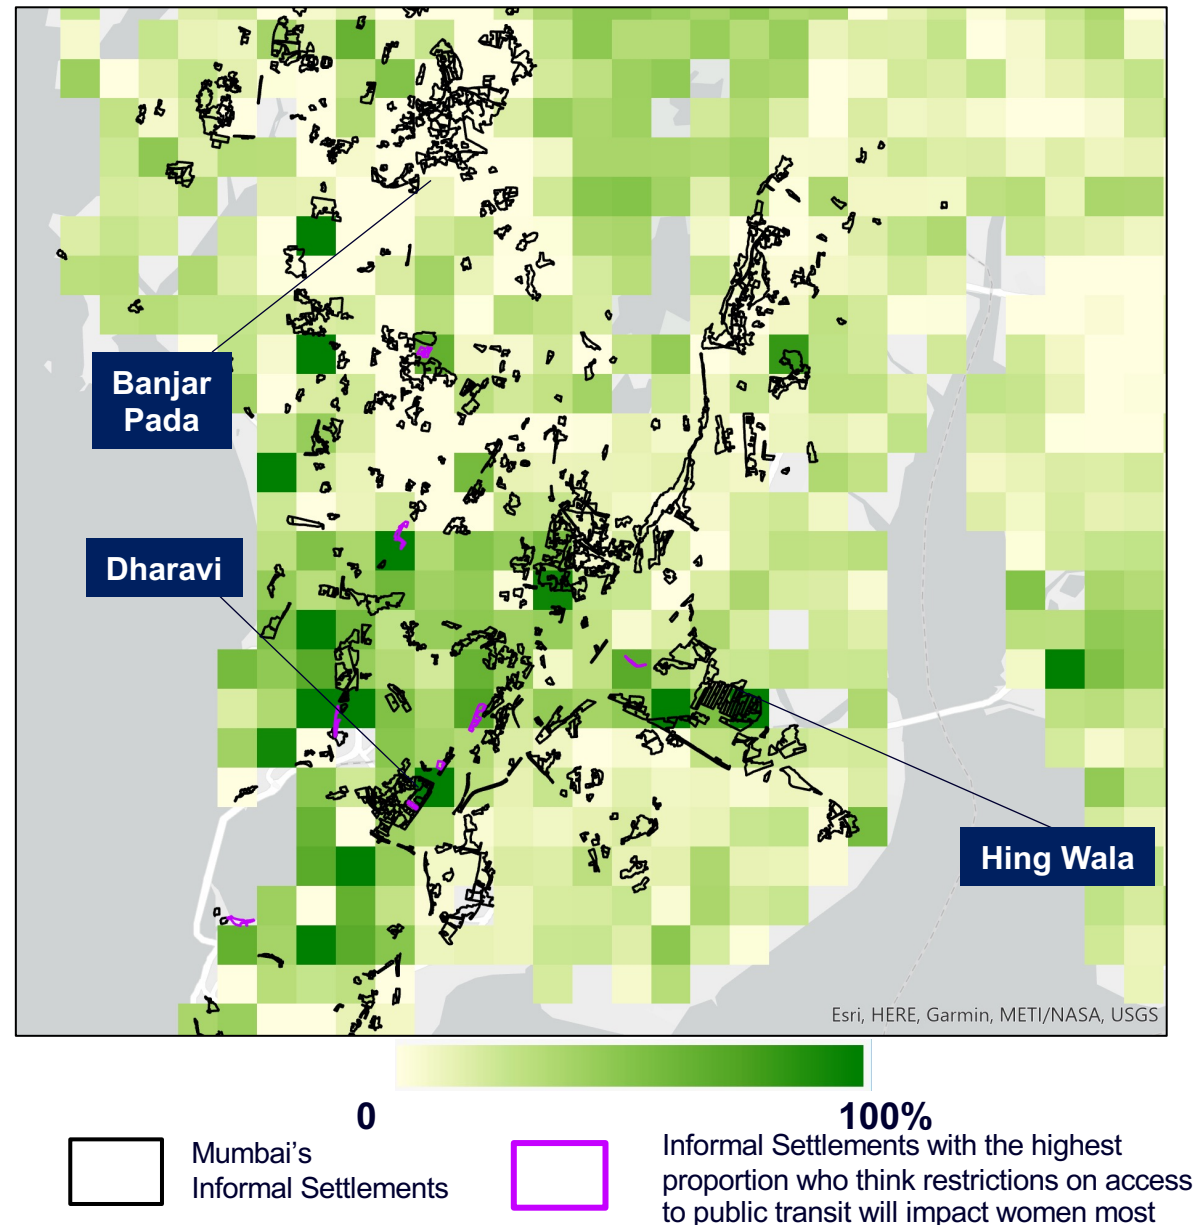 Banjar
Pada
Dharavi
Hing Wala
Esri, HERE, Garmin, METI/NASA, USGS
0
100%
Mumbai’s
Informal Settlements
Informal Settlements with the highest
proportion who think restrictions on access
to public transit will impact women most